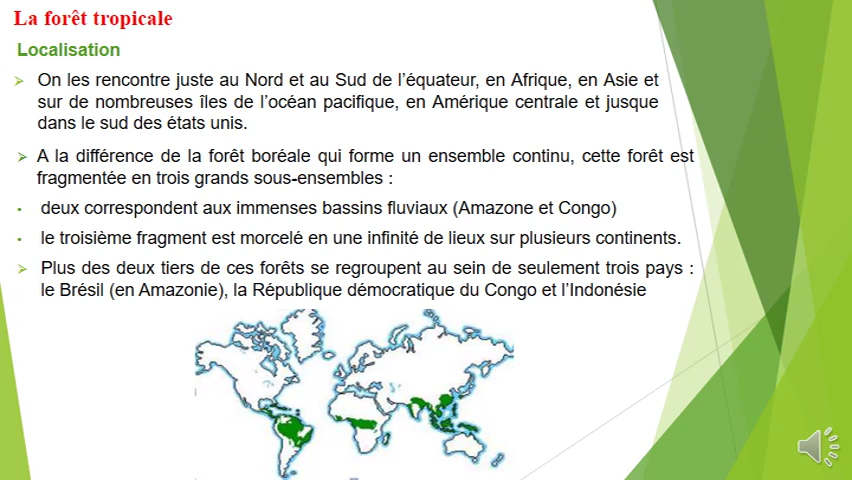 La forêt tropicale
Localisation
On les rencontre juste au Nord et au Sud de l’équateur, en Afrique, en Asie et
sur de nombreuses îles de l’océan pacifique, en Amérique centrale et jusque
dans le sud des états unis.
A la différence de la forêt boréale qui forme un ensemble continu, cette forêt est
fragmentée en trois grands sous-ensembles :
deux correspondent aux immenses bassins fluviaux (Amazone et Congo)
le troisième fragment est morcelé en une infinité de lieux sur plusieurs continents.
Plus des deux tiers de ces forêts se regroupent au sein de seulement trois pays :
le Brésil (en Amazonie), la République démocratique du Congo et l’Indonésie